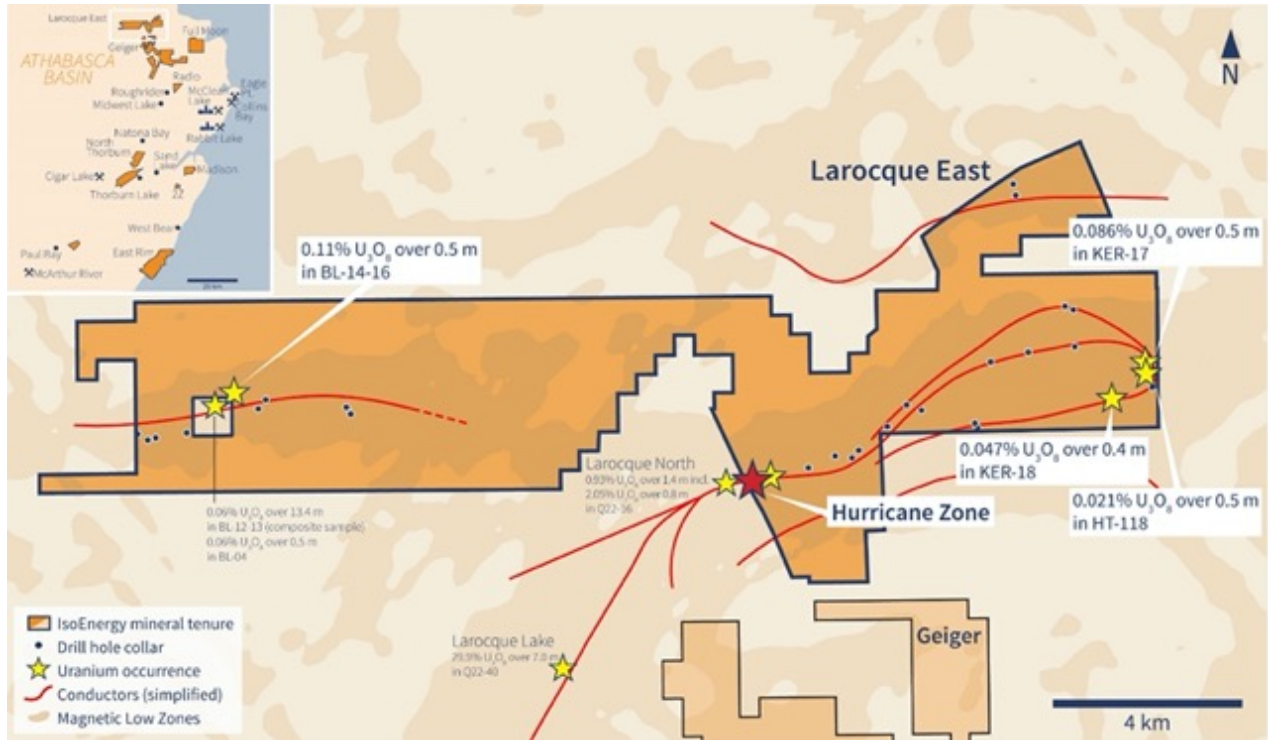 Larocque East
Full Moon
Geiger
ATHABASCA
BASIN
Radio
Roughrider
McClean
Lake
Eagle
Pt.
Midwest Lake
Collins
Bay
Rabbit Lake
Natona Bay
North
Thorburn
Sand
Lake
Madison
Cigar Lake
Thorburn Lake
22
West Bear
Paul Bay
East Rim
McArthur River
20 km
N
Larocque East
0.11% U₃O₈ over 0.5 m
in BL-14-16
0.086% U₃O₈ over 0.5 m
in KER-17
0.047% U₃O₈ over 0.4 m
in KER-18
0.021% U₃O₈ over 0.5 m
in HT-118
Larocque North
0.93% U₃O₈ over 1.4 m incl.
2.05% U₃O₈ over 0.8 m
in Q22-16
Hurricane Zone
0.06% U₃O₈ over 13.4 m
in BL-12-13 (composite sample)
0.06% U₃O₈ over 0.5 m
in BL-04
Larocque Lake
29.9% U₃O₈ over 7.0 m
in Q22-40
Geiger
IsoEnergy mineral tenure
Drill hole collar
Uranium occurrence
Conductors (simplified)
Magnetic Low Zones
4 km